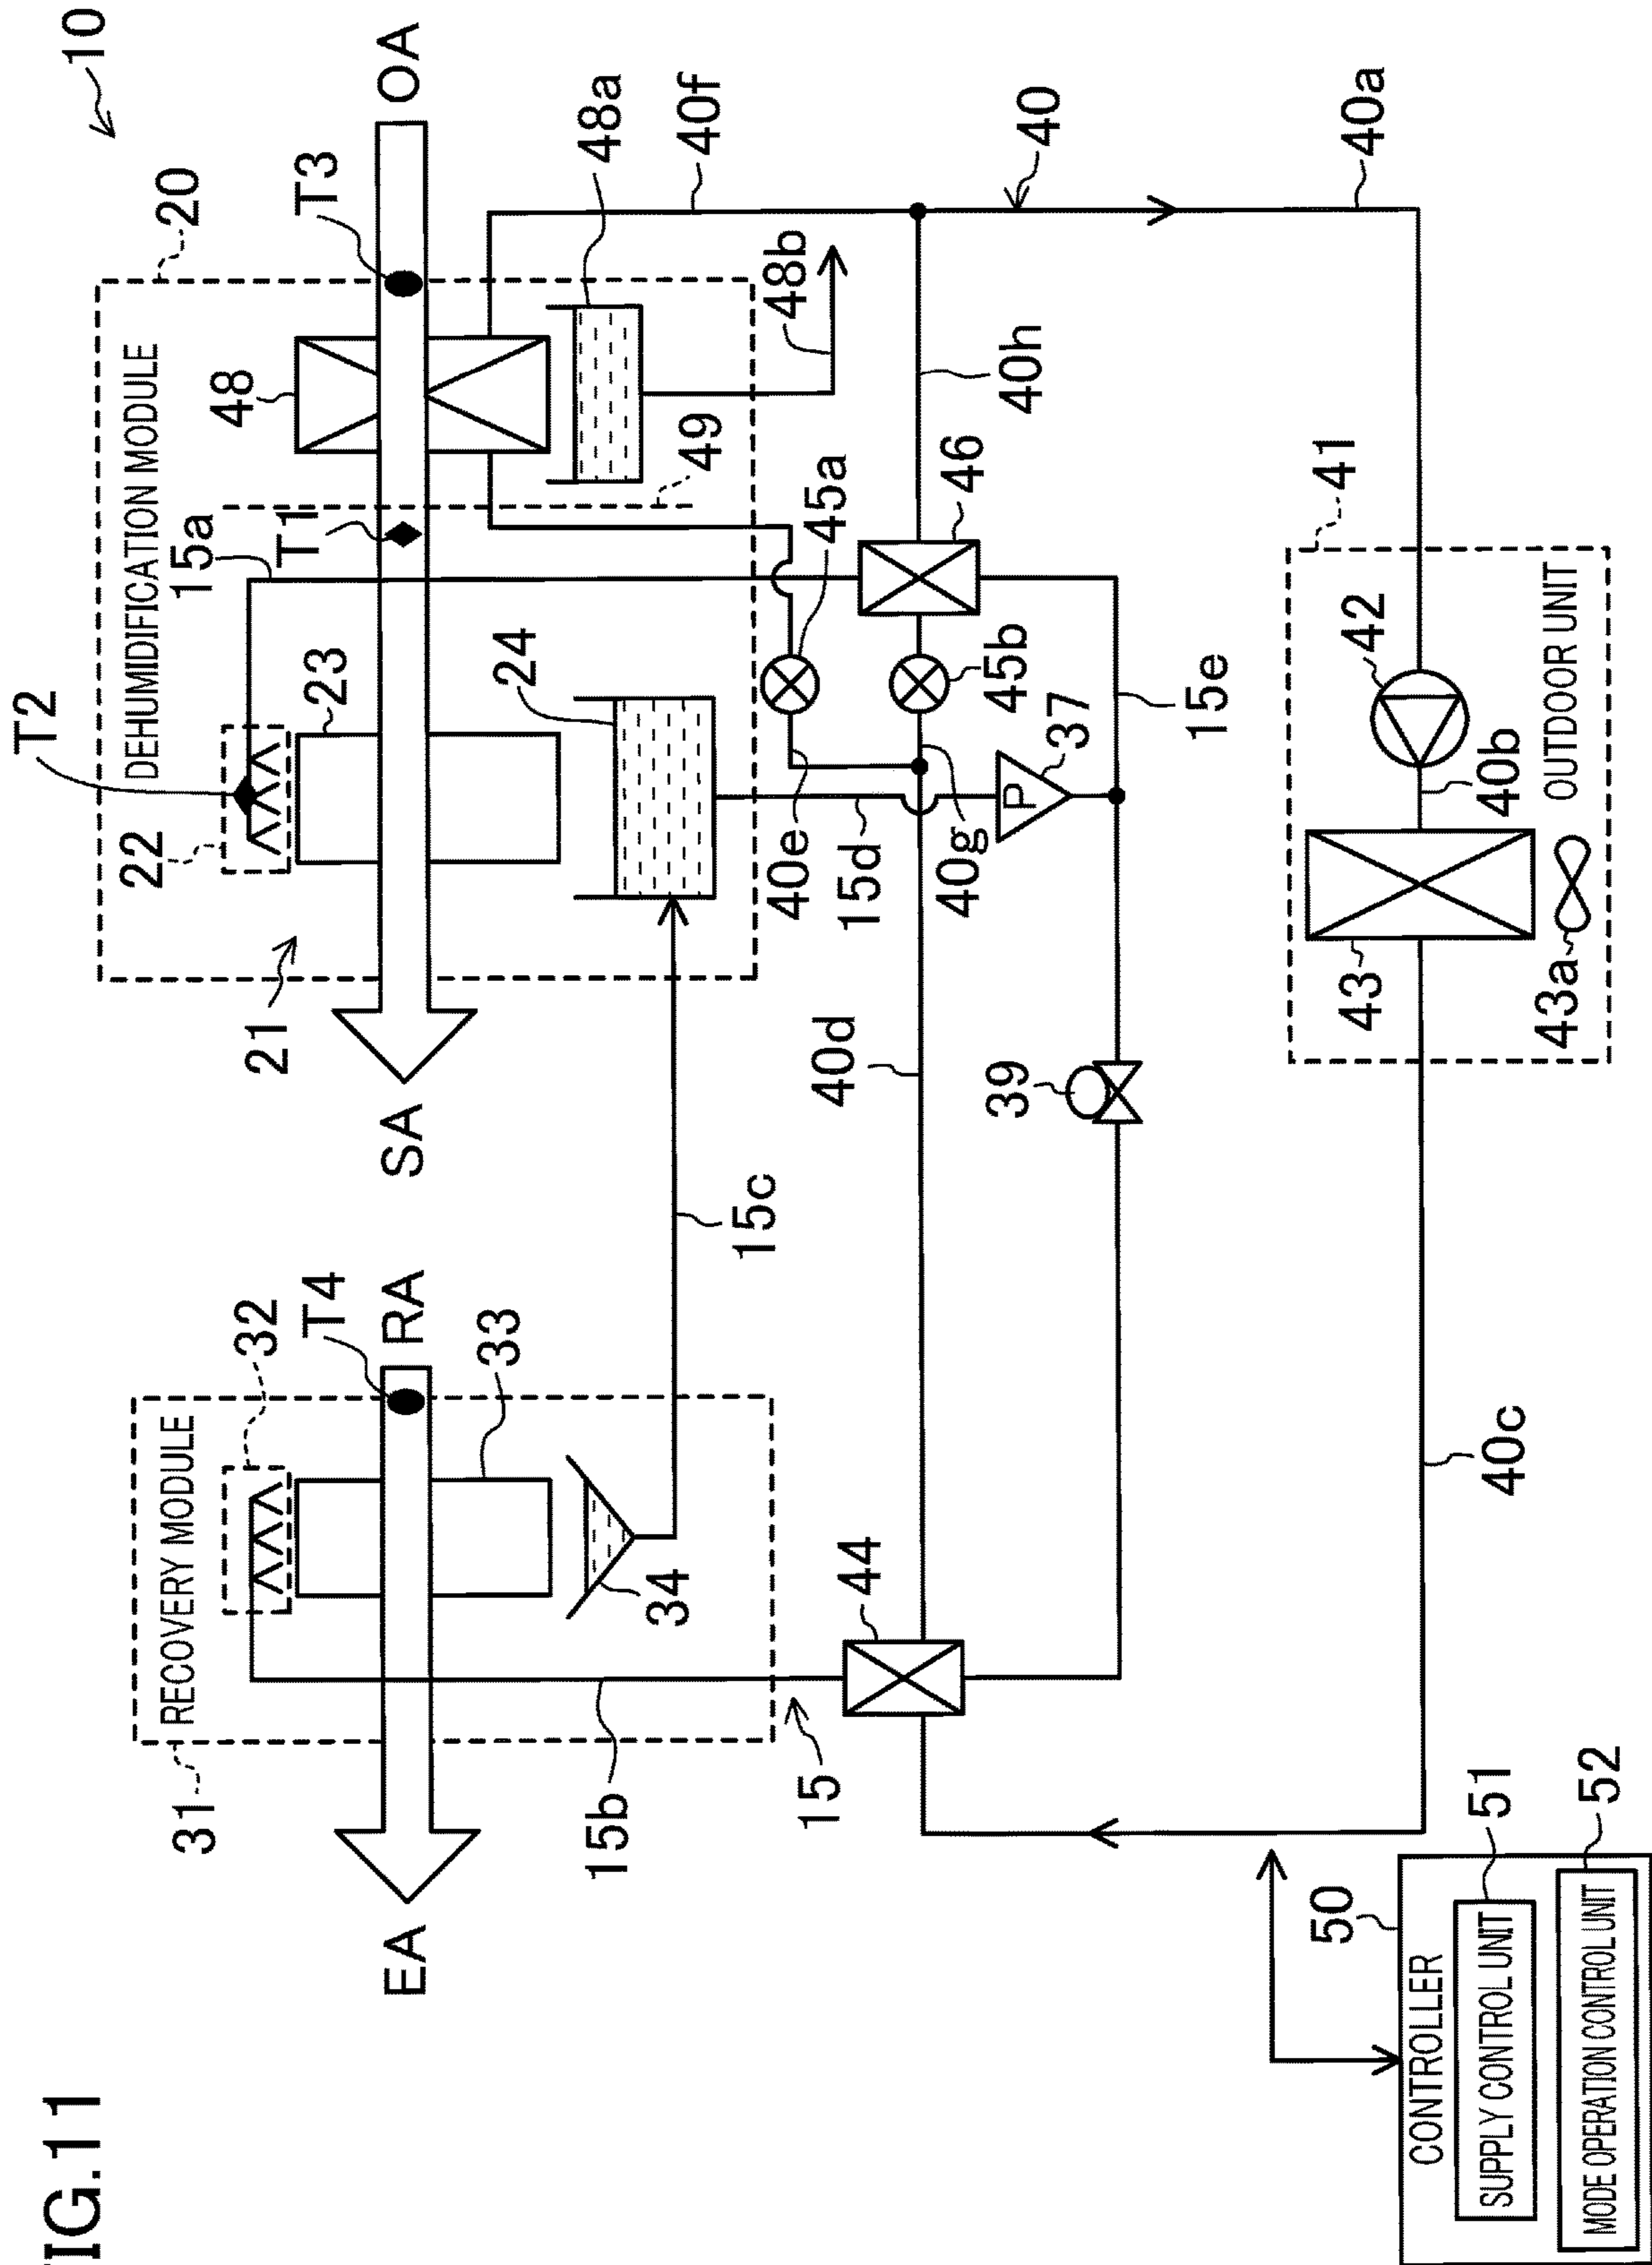 FIG.11
10
EA
RA
SA
OA
31
RECOVERY MODULE
32
T4
33
34
15b
15
15c
44
21
22
T2
23
24
DEHUMIDIFICATION MODULE
15a
T1
48
49
20
T3
48a
48b
40f
40
40a
40h
46
45a
45b
40e
40g
15d
37
P
15e
40d
39
41
42
OUTDOOR UNIT
40b
43
43a
40c
50
CONTROLLER
51
SUPPLY CONTROL UNIT
52
MODE OPERATION CONTROL UNIT